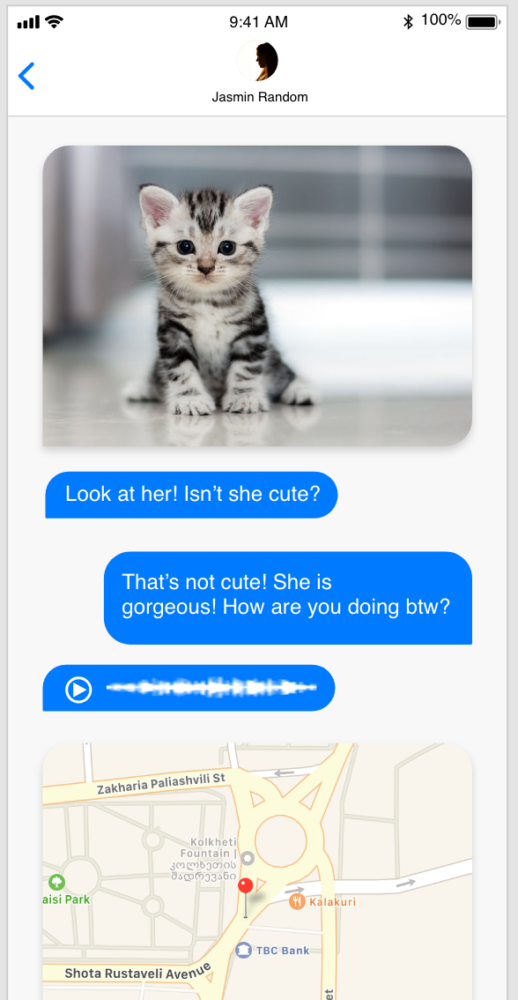 9:41 AM
100%
Jasmin Random
Look at her! Isn’t she cute?
That’s not cute! She is
gorgeous! How are you doing btw?
Zakharia Paliashvili St
Kolkheti
Fountain |
კოლხეთის
შადრევანი
aisi Park
Kalakuri
TBC Bank
Shota Rustaveli Avenue
et